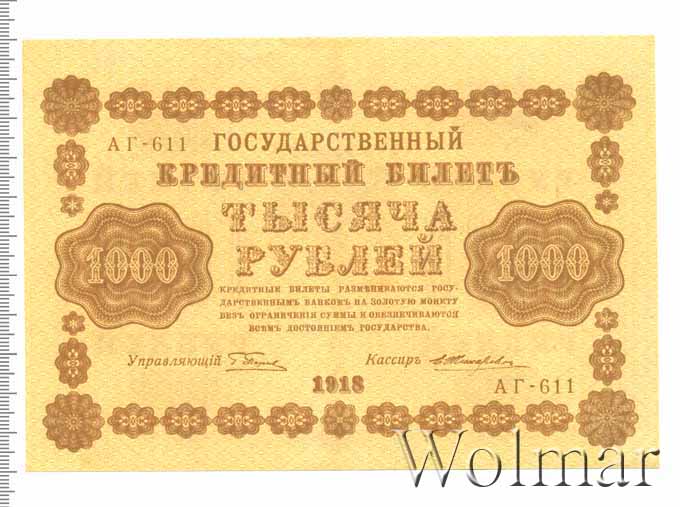 АГ-611 ГОСУДАРСТВЕННЫЙ
КРЕДИТНЫЙ БИЛЕТЪ
ТЫСЯЧА
РУБЛЕЙ
1000 1000
КРЕДИТНЫЕ БИЛЕТЫ РАЗМѢНИВАЮТСЯ ГОСУ-
ДАРСТВЕННЫМЪ БАНКОМЪ НА ЗОЛОТУЮ МОНЕТУ
БЕЗЪ ОГРАНИЧЕНІЯ СУММЫ И ОБЕЗПЕЧИВАЮТСЯ
ВСѢМЪ ДОСТОЯНІЕМЪ ГОСУДАРСТВА.
Управляющій Кассиръ
1918 АГ-611
Wolmar